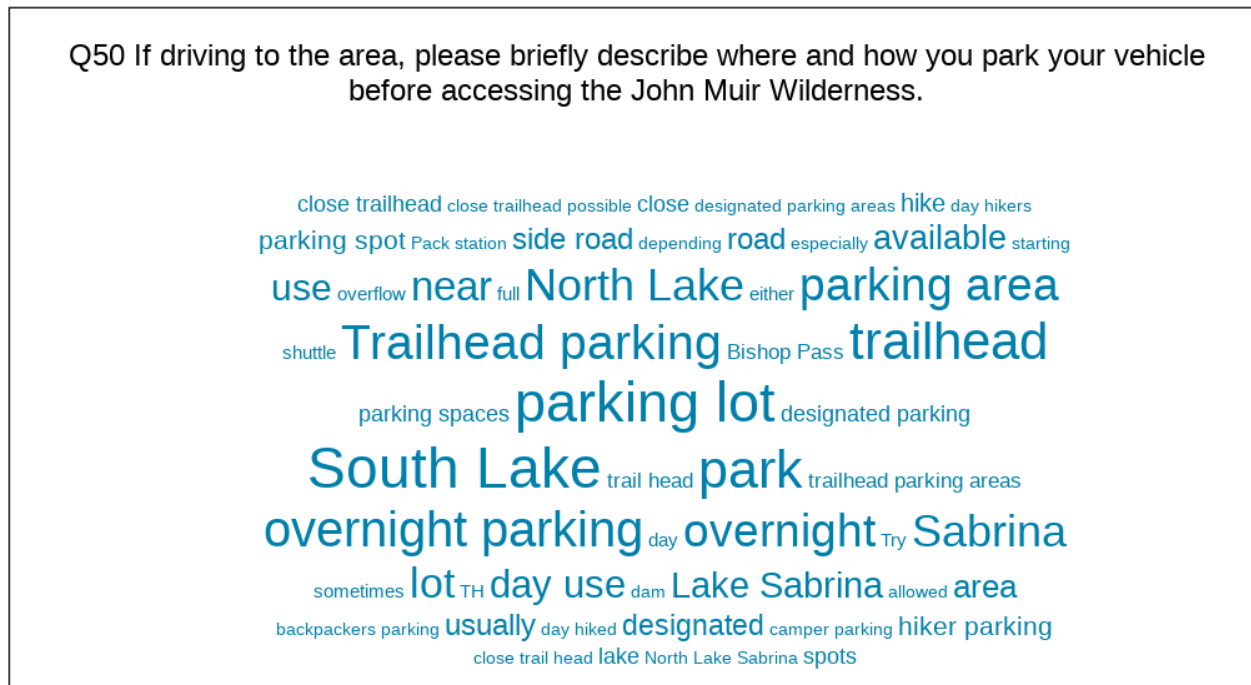 Q50 If driving to the area, please briefly describe where and how you park your vehicle
before accessing the John Muir Wilderness.
close trailhead close trailhead possible close designated parking areas hike day hikers
parking spot Pack station side road depending road especially available starting
use overflow near full North Lake either parking area
shuttle Trailhead parking Bishop Pass trailhead
parking spaces parking lot designated parking
South Lake trail head park trailhead parking areas
overnight parking day overnight Try Sabrina
sometimes lot TH day use dam Lake Sabrina allowed area
backpackers parking usually day hiked designated camper parking hiker parking
close trail head lake North Lake Sabrina spots